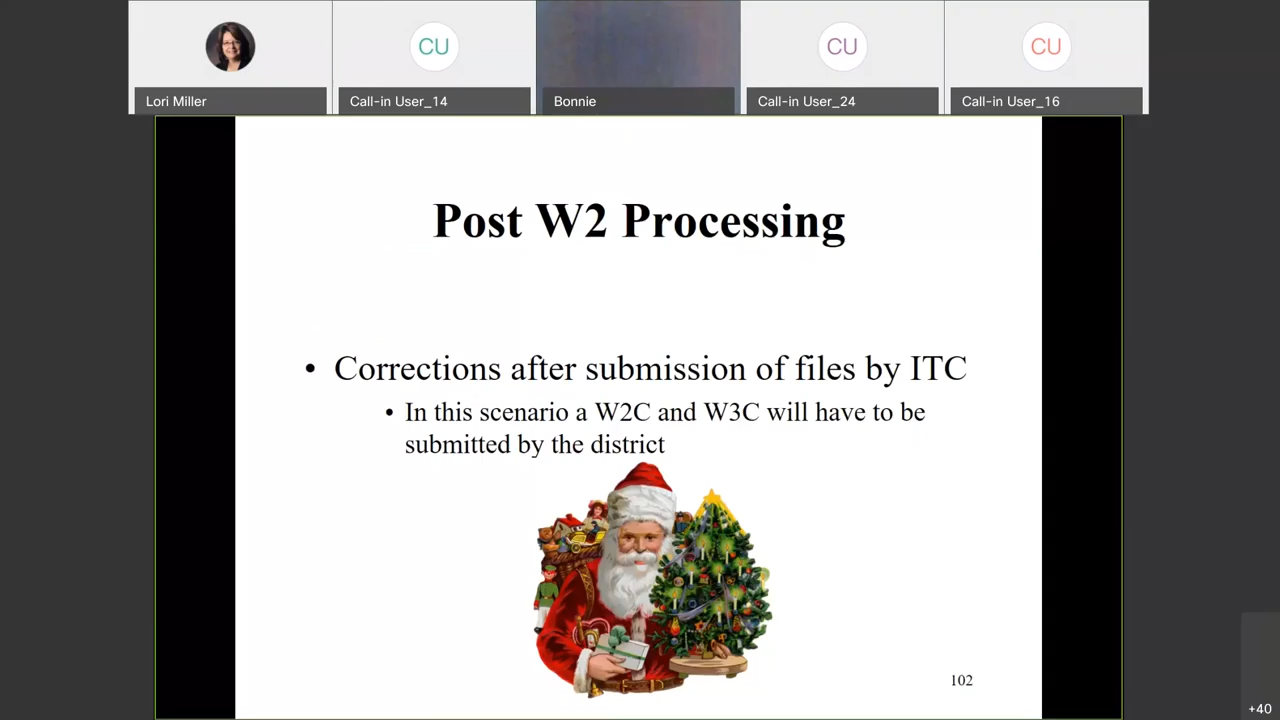 CU
CU
CU
Lori Miller
Call-in User_14
Bonnie
Call-in User_24
Call-in User_16
Post W2 Processing
• Corrections after submission of files by ITC
• In this scenario a W2C and W3C will have to be
submitted by the district
102
+40